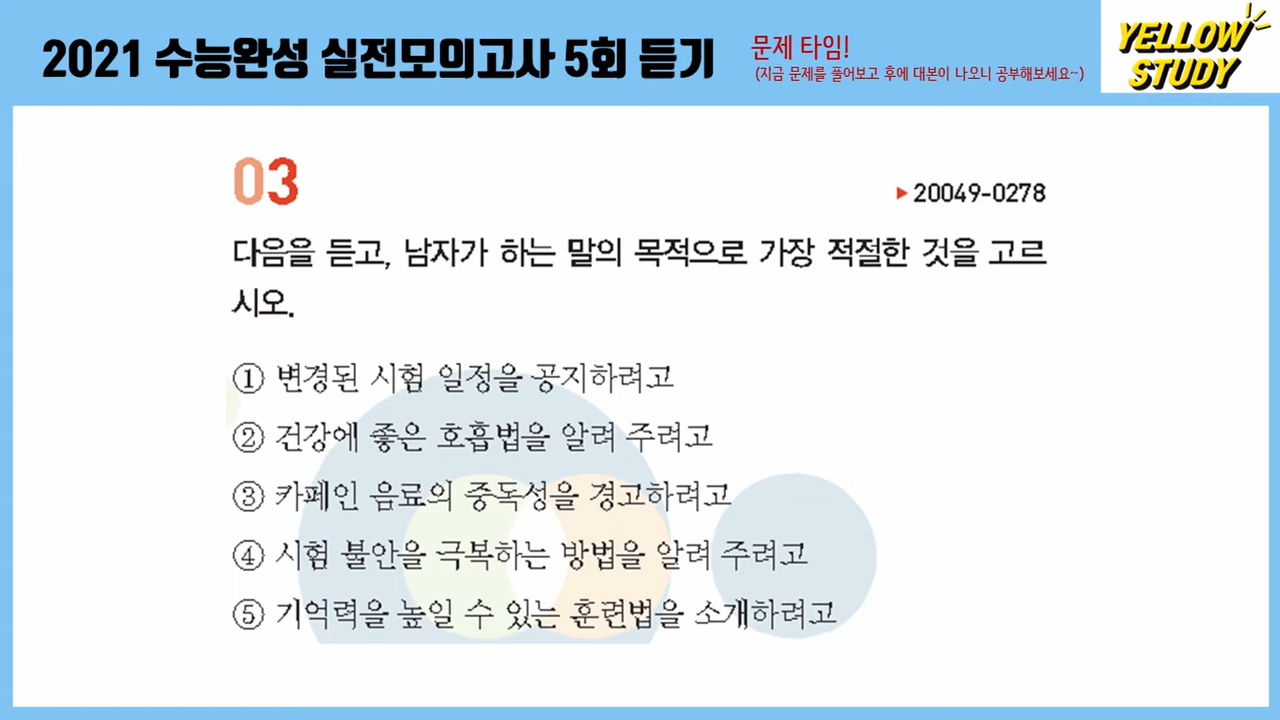 2021 수능완성 실전모의고사 5회 듣기
문제 타임!
(지금 문제를 풀어보고 후에 대본이 나오니 공부해보세요~)
YELLOW
STUDY
03
▶ 20049-0278
다음을 듣고, 남자가 하는 말의 목적으로 가장 적절한 것을 고르
시오.
① 변경된 시험 일정을 공지하려고
② 건강에 좋은 호흡법을 알려 주려고
③ 카페인 음료의 중독성을 경고하려고
④ 시험 불안을 극복하는 방법을 알려 주려고
⑤ 기억력을 높일 수 있는 훈련법을 소개하려고